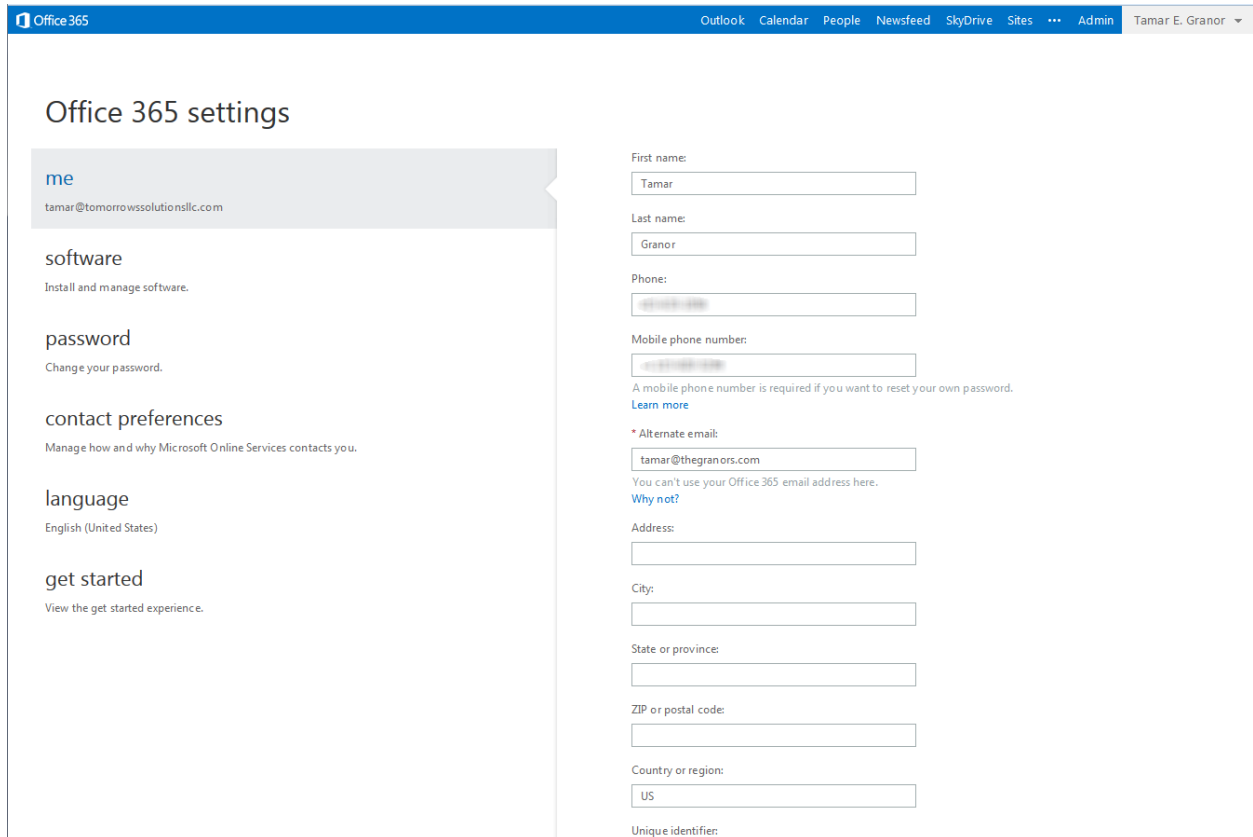 Office 365
Outlook Calendar People Newsfeed SkyDrive Sites ••• Admin Tamar E. Granor
Office 365 settings
me
tamar@tomorrowssolutionsllc.com
software
Install and manage software.
password
Change your password.
contact preferences
Manage how and why Microsoft Online Services contacts you.
language
English (United States)
get started
View the get started experience.
First name:
Tamar
Last name:
Granor
Phone:
Mobile phone number:
A mobile phone number is required if you want to reset your own password.
Learn more
* Alternate email:
tamar@thegranors.com
You can't use your Office 365 email address here.
Why not?
Address:
City:
State or province:
ZIP or postal code:
Country or region:
US
Unique identifier: